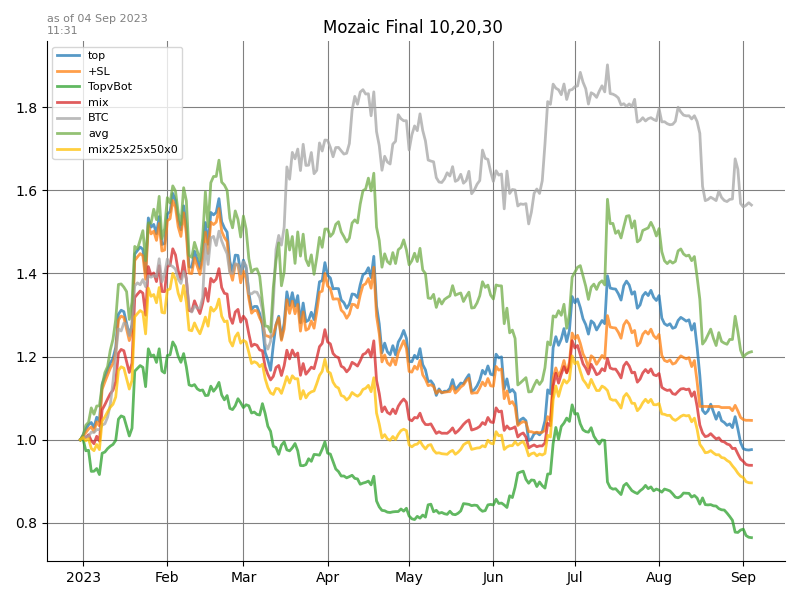 as of 04 Sep 2023
11:31
Mozaic Final 10,20,30
top
+SL
TopvBot
mix
BTC
avg
mix25x25x50x0
1.8
1.6
1.4
1.2
1.0
0.8
2023 Feb Mar Apr May Jun Jul Aug Sep